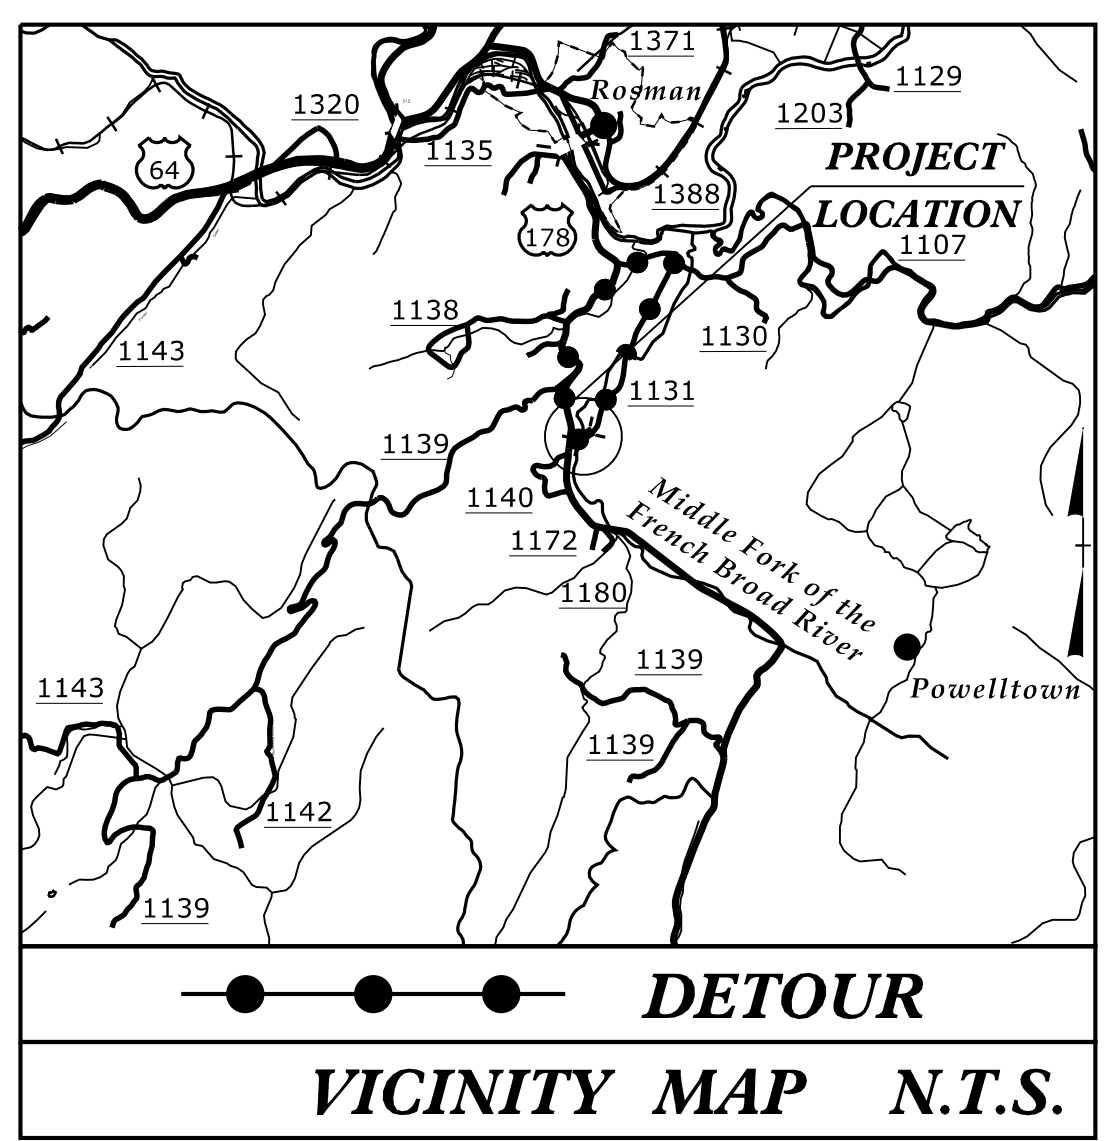 1371
1129
Rosman
1320
1203
1135
PROJECT
64
1388
LOCATION
178
1107
1138
1130
1143
1131
1139
1140
Middle Fork of the
French Broad River
1172
1180
1139
1143
Powelltown
1139
1142
1139
DETOUR
VICINITY MAP N.T.S.